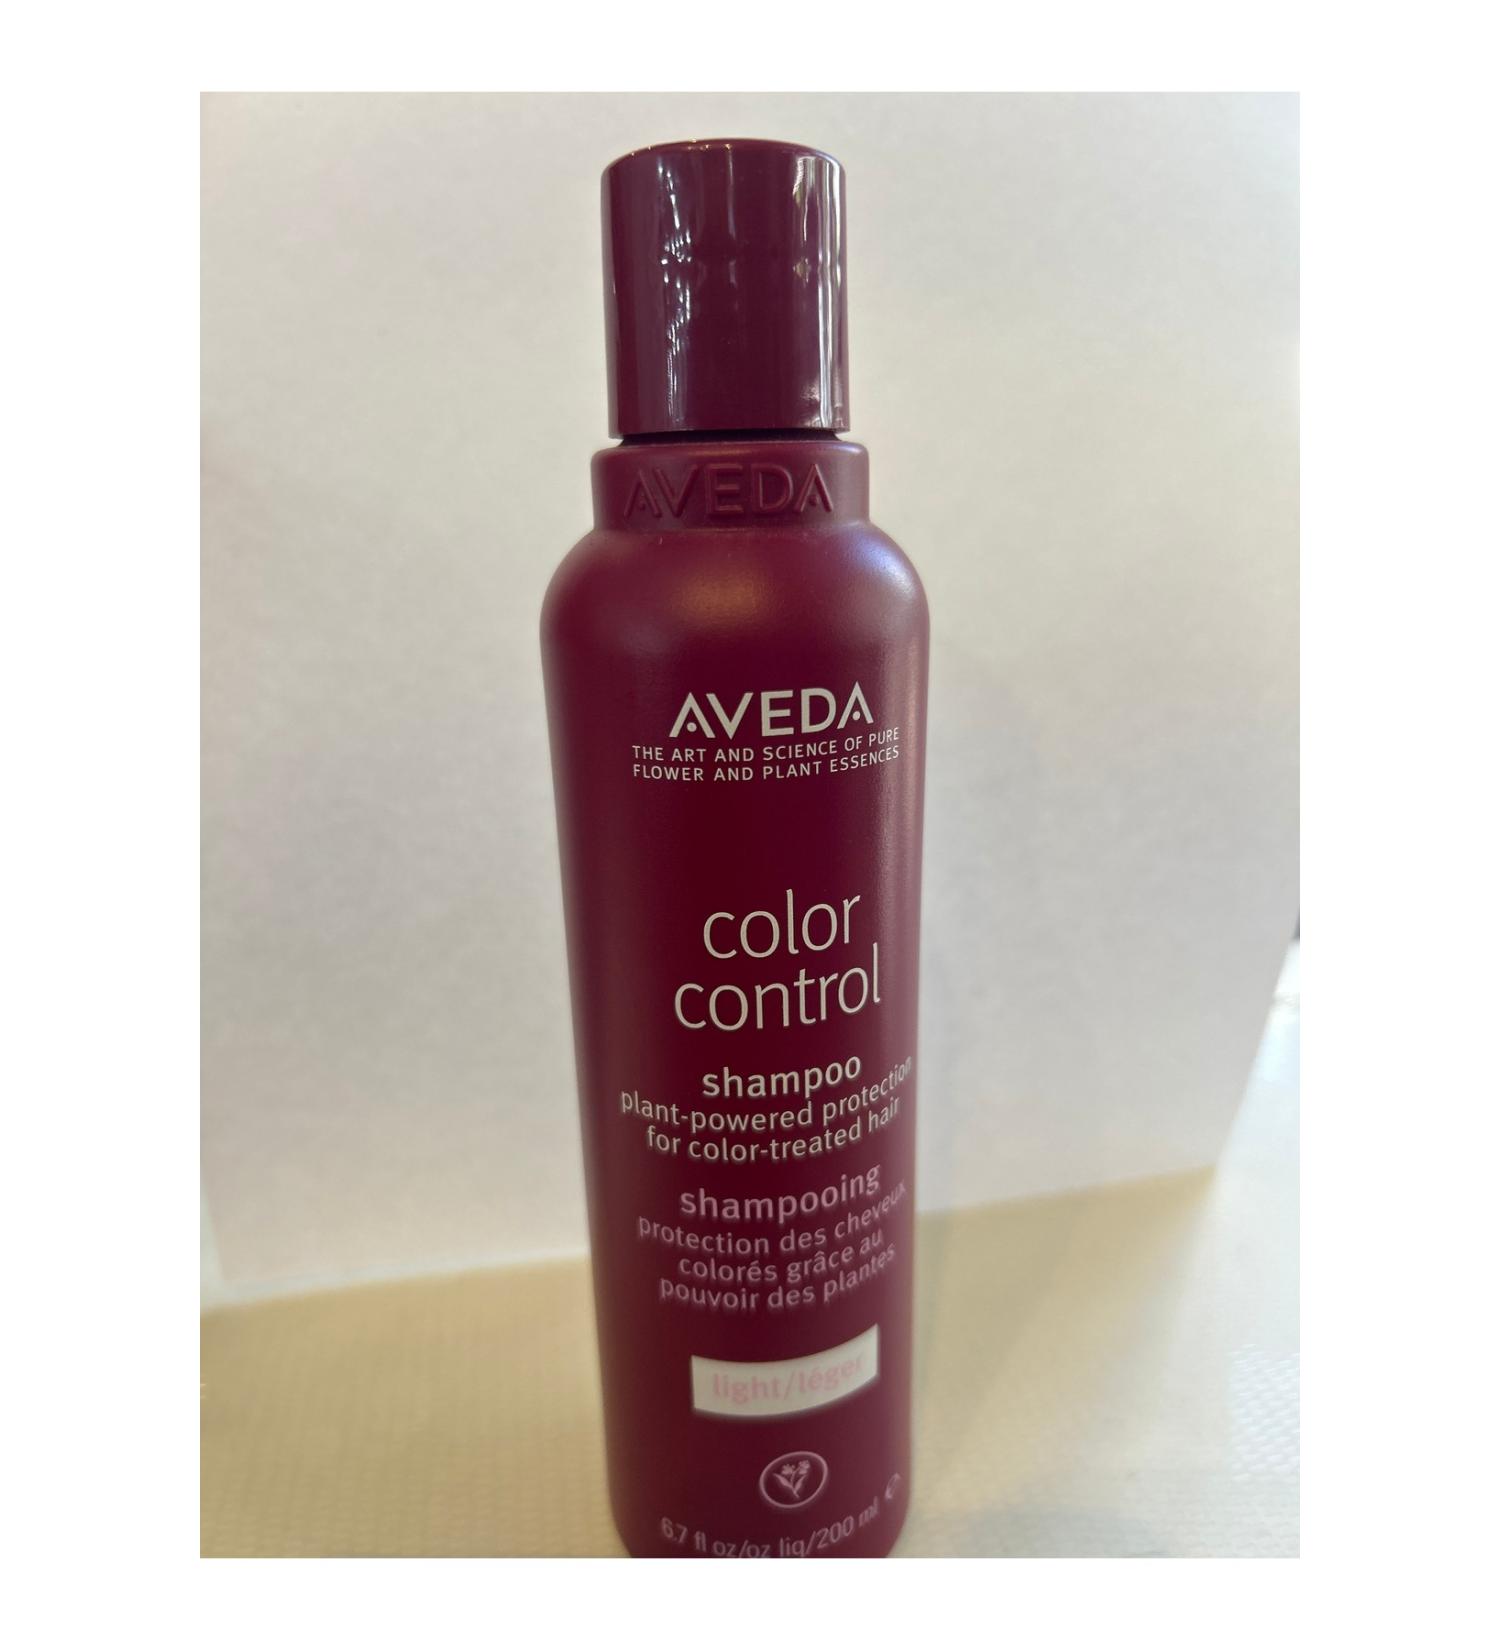 AVEDA
AVEDA
THE ART AND SCIENCE OF PURE
FLOWER AND PLANT ESSENCES
color
control
shampoo
plant-powered protection
for color-treated hair
shampooing
protection des cheveux
colorés grâce au
pouvoir des plantes
light/léger
6.7 fl oz/oz liq/200 ml ℮